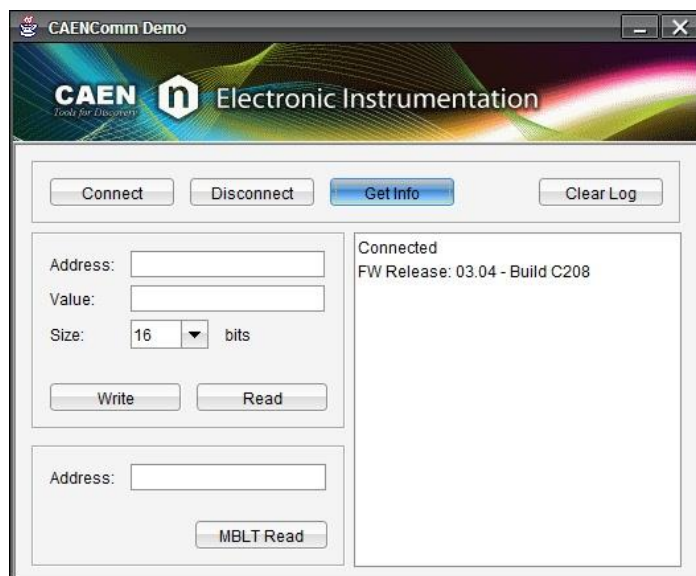 CAENComm Demo
CAEN n Electronic Instrumentation
Tools for Discovery
Connect Disconnect Get Info Clear Log
Address:
Value:
Size: 16 bits
Write Read
Address:
MBLT Read
Connected
FW Release: 03.04 - Build C208